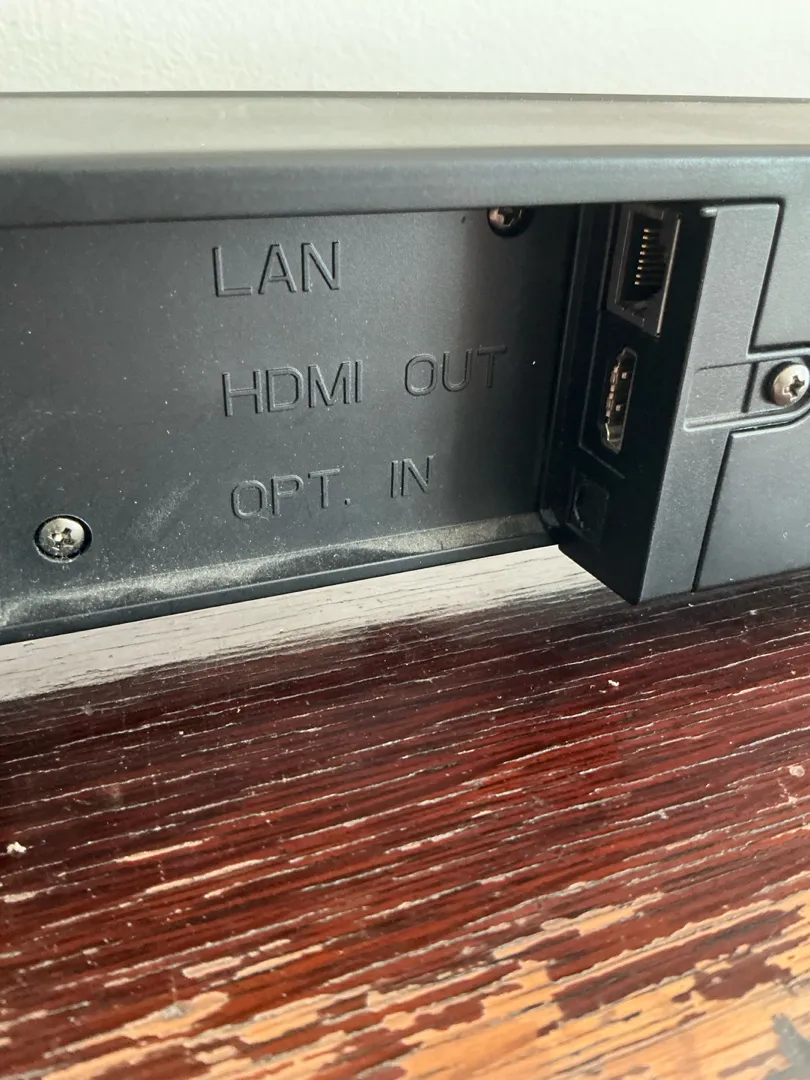 LAN
HDMI OUT
OPT. IN